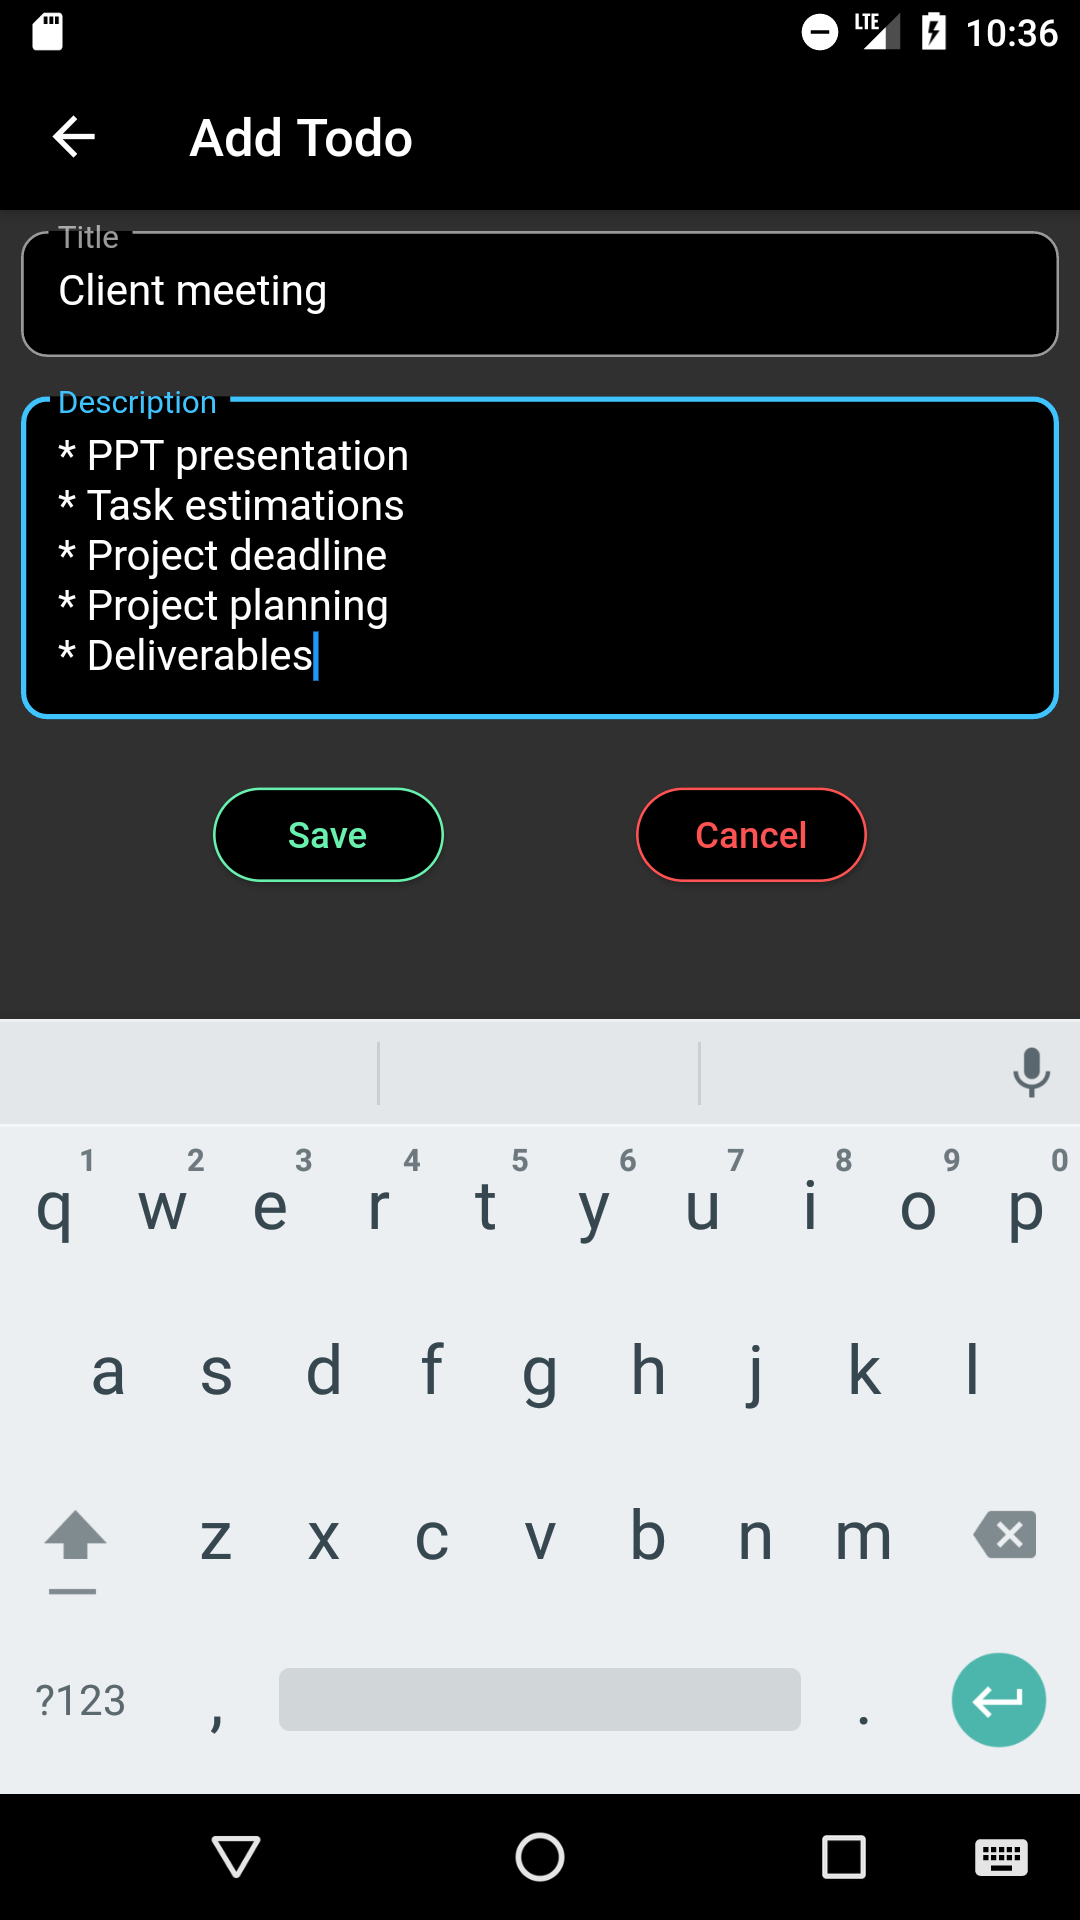 LTE 10:36
Add Todo
Title
Client meeting
Description
* PPT presentation
* Task estimations
* Project deadline
* Project planning
* Deliverables
Save Cancel
1 2 3 4 5 6 7 8 9 0
q w e r t y u i o p
a s d f g h j k l
z x c v b n m
?123 , .